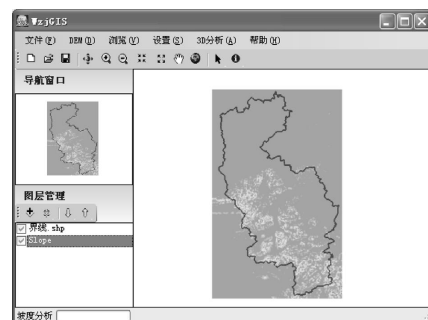 WzjGIS
文件(F) DEM(D) 浏览(V) 设置(S) 3D分析(A) 帮助(H)
导航窗口
图层管理
界线.shp
Slope
坡度分析